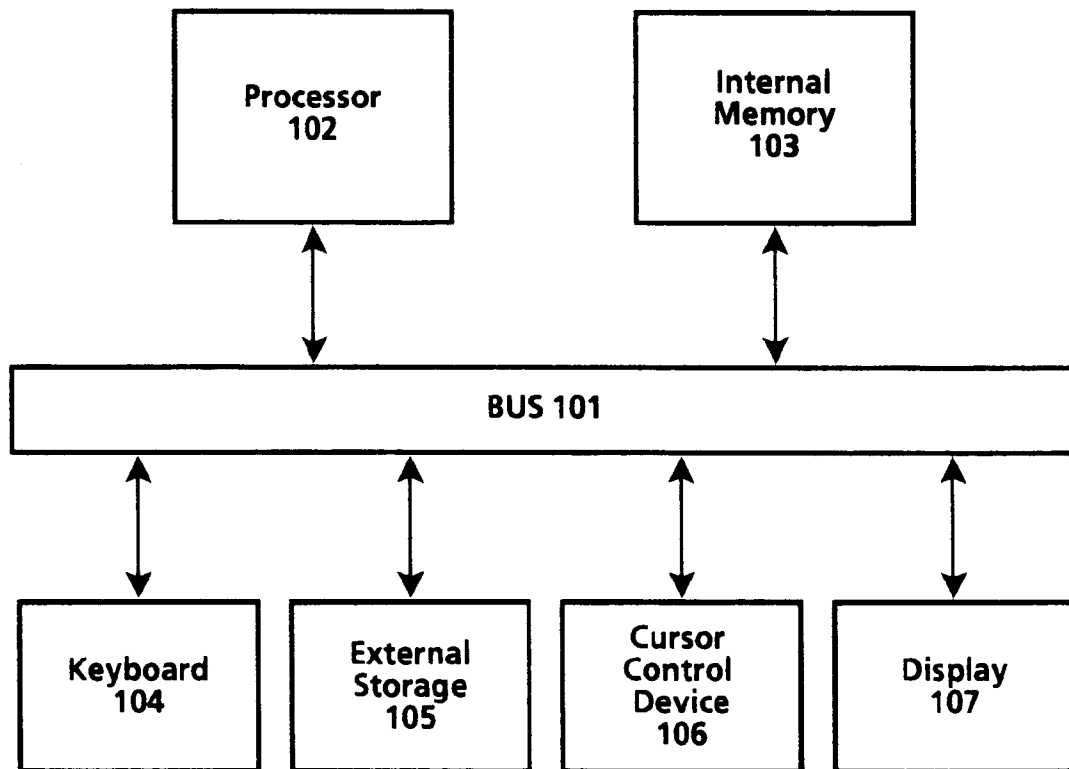 Processor
102
Internal
Memory
103
BUS 101
Keyboard
104
External
Storage
105
Cursor
Control
Device
106
Display
107